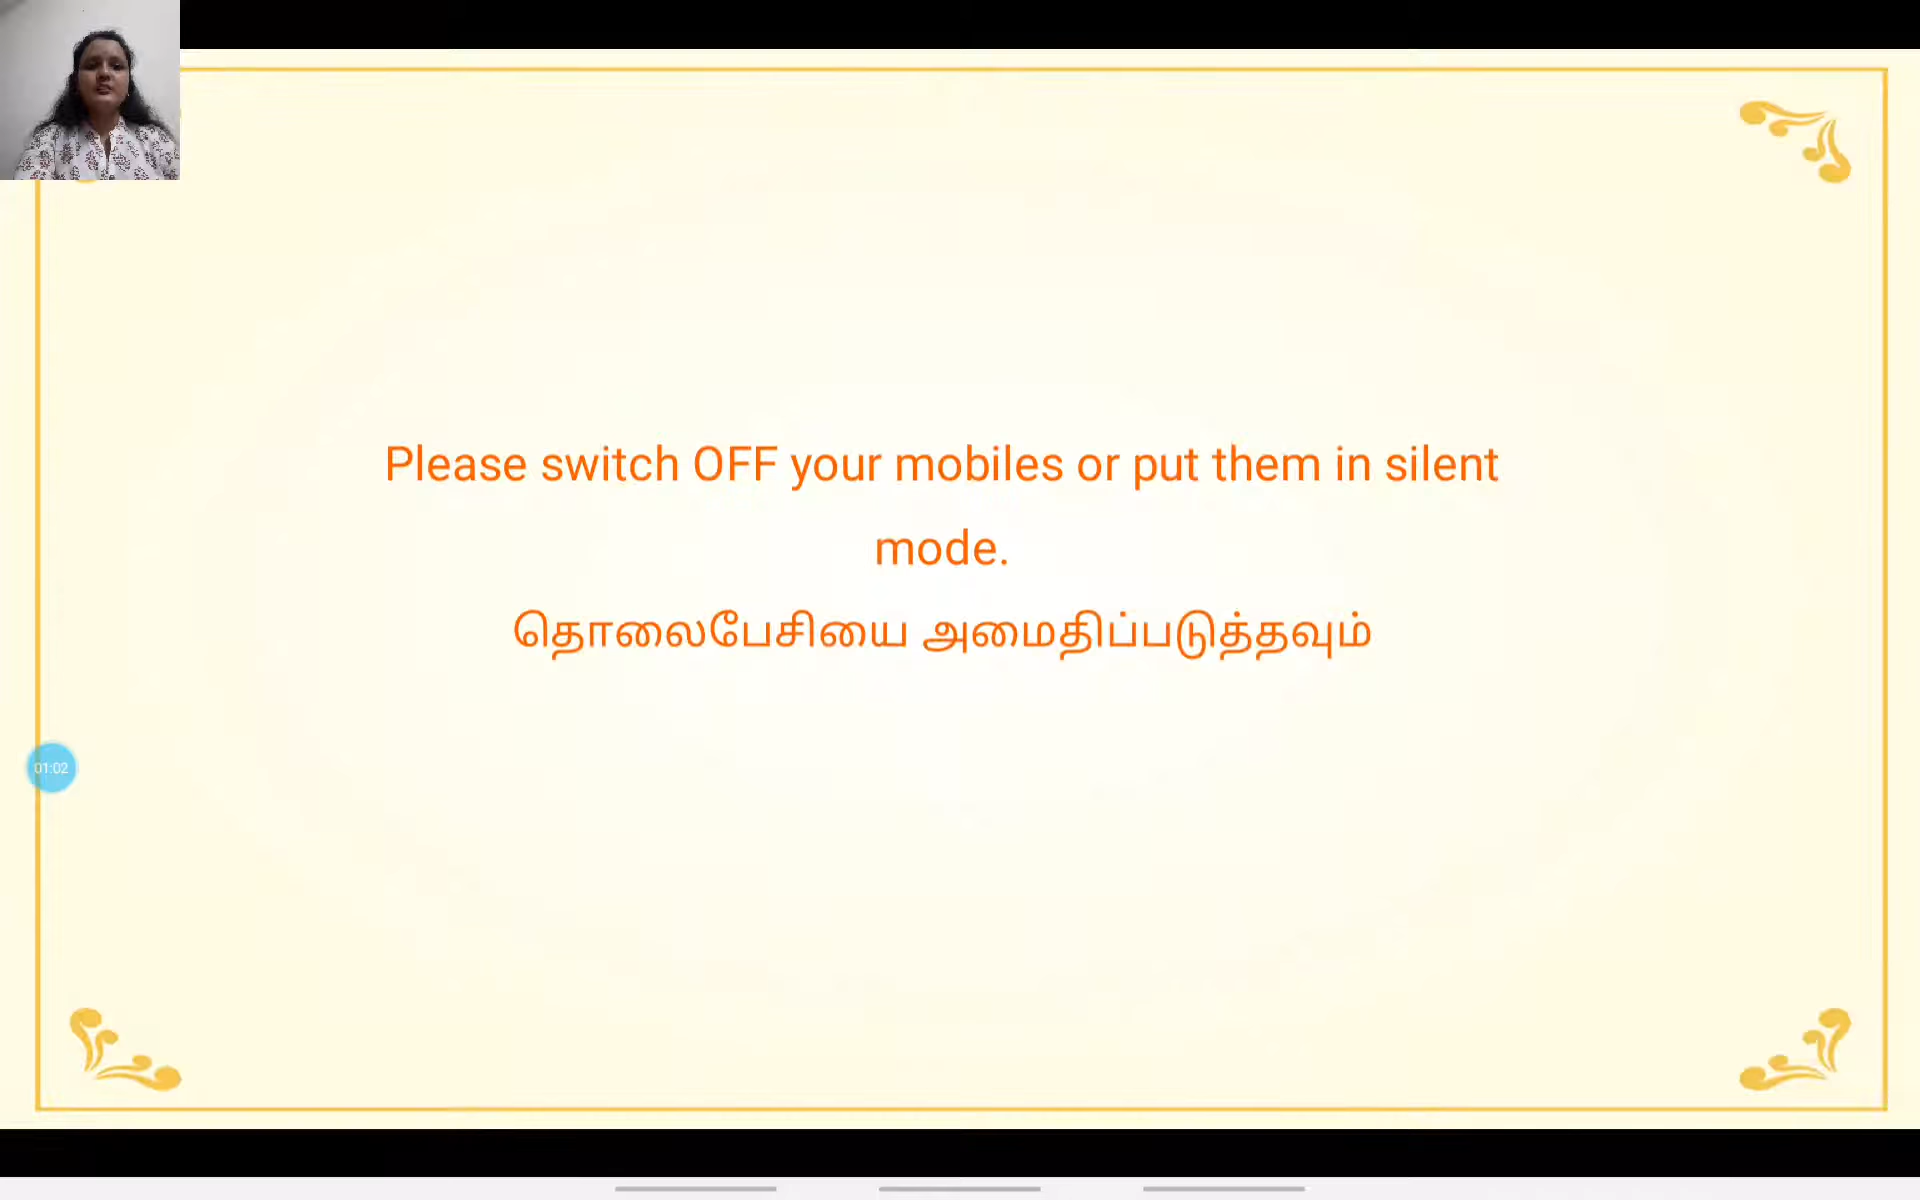 Please switch OFF your mobiles or put them in silent
mode.
தொலைபேசியை அமைதிப்படுத்தவும்
01:02